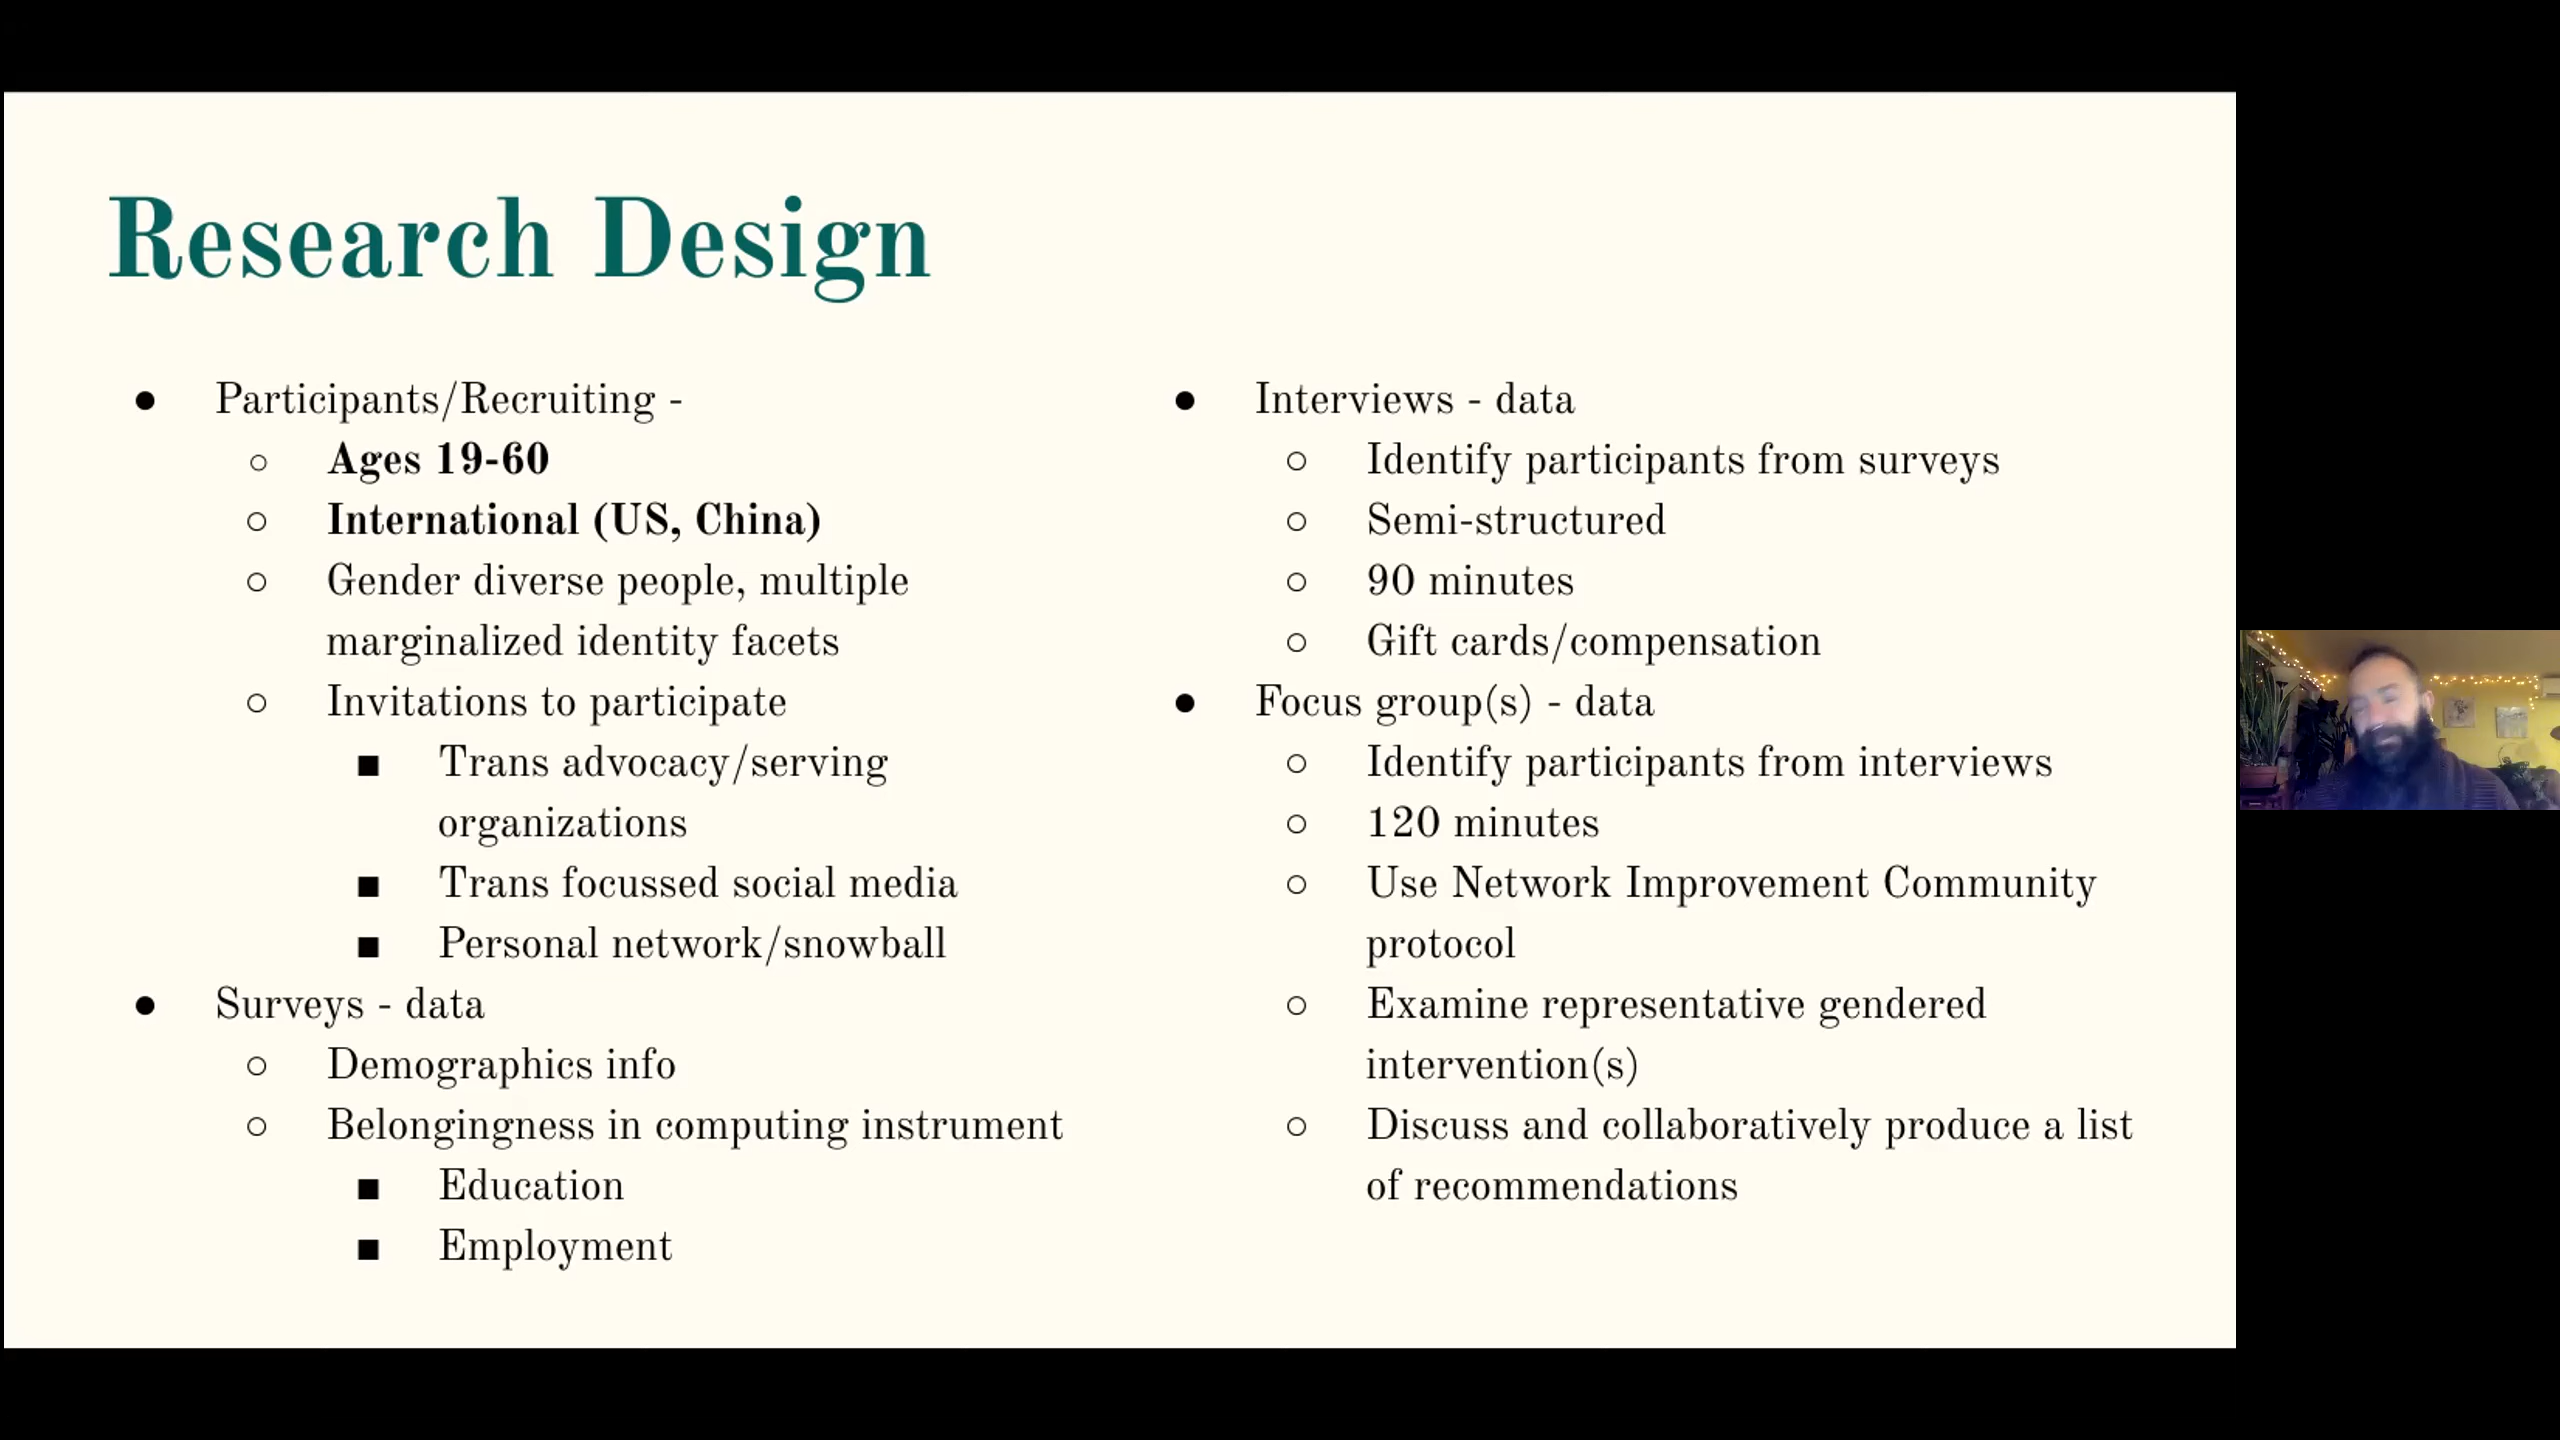 Research Design
● Participants/Recruiting -
○ Ages 19-60
○ International (US, China)
○ Gender diverse people, multiple
marginalized identity facets
○ Invitations to participate
■ Trans advocacy/serving
organizations
■ Trans focussed social media
■ Personal network/snowball
● Surveys - data
○ Demographics info
○ Belongingness in computing instrument
■ Education
■ Employment
● Interviews - data
○ Identify participants from surveys
○ Semi-structured
○ 90 minutes
○ Gift cards/compensation
● Focus group(s) - data
○ Identify participants from interviews
○ 120 minutes
○ Use Network Improvement Community
protocol
○ Examine representative gendered
intervention(s)
○ Discuss and collaboratively produce a list
of recommendations